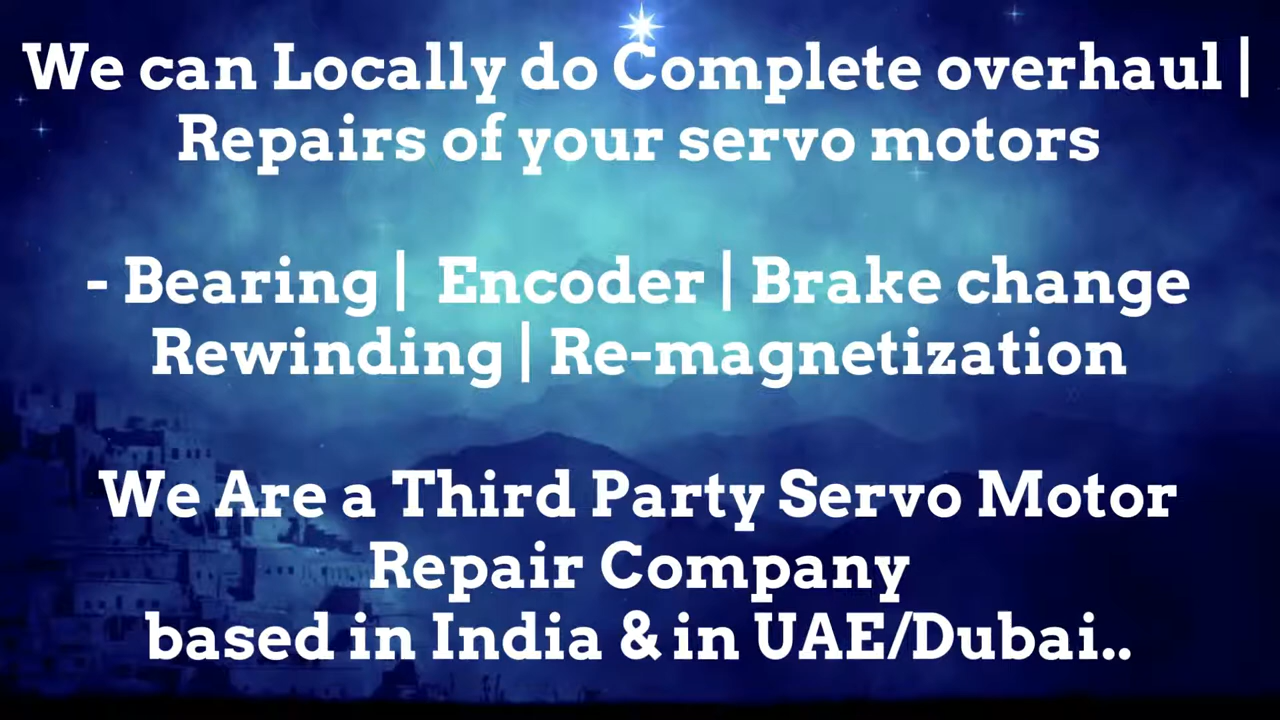 We can Locally do Complete overhaul |
Repairs of your servo motors
- Bearing | Encoder | Brake change
Rewinding | Re-magnetization
We Are a Third Party Servo Motor
Repair Company
based in India & in UAE/Dubai..